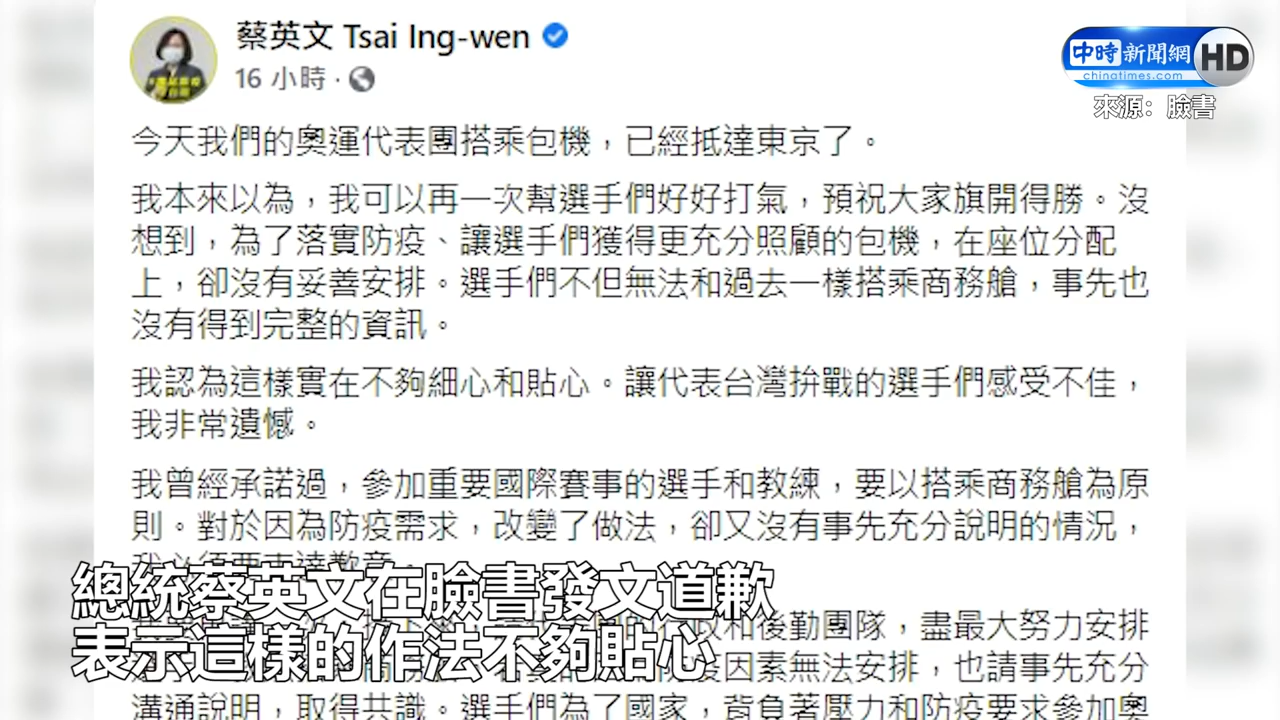 蔡英文 Tsai Ing-wen
16 小時 ·
中時新聞網 HD
chinatimes.com
來源：臉書
今天我們的奧運代表團搭乘包機，已經抵達東京了。
我本來以為，我可以再一次幫選手們好好打氣，預祝大家旗開得勝。沒
想到，為了落實防疫、讓選手們獲得更充分照顧的包機，在座位分配
上，卻沒有妥善安排。選手們不但無法和過去一樣搭乘商務艙，事先也
沒有得到完整的資訊。
我認為這樣實在不夠細心和貼心。讓代表台灣拚戰的選手們感受不佳，
我非常遺憾。
我曾經承諾過，參加重要國際賽事的選手和教練，要以搭乘商務艙為原
則。對於因為防疫需求，改變了做法，卻又沒有事先充分說明的情況，
我必須要表達歉意。
總統蔡英文在臉書發文道歉
政和後勤團隊，盡最大努力安排
表示這樣的作法不夠貼心
疫因素無法安排，也請事先充分
溝通說明，取得共識。選手們為了國家，背負著壓力和防疫要求參加奧